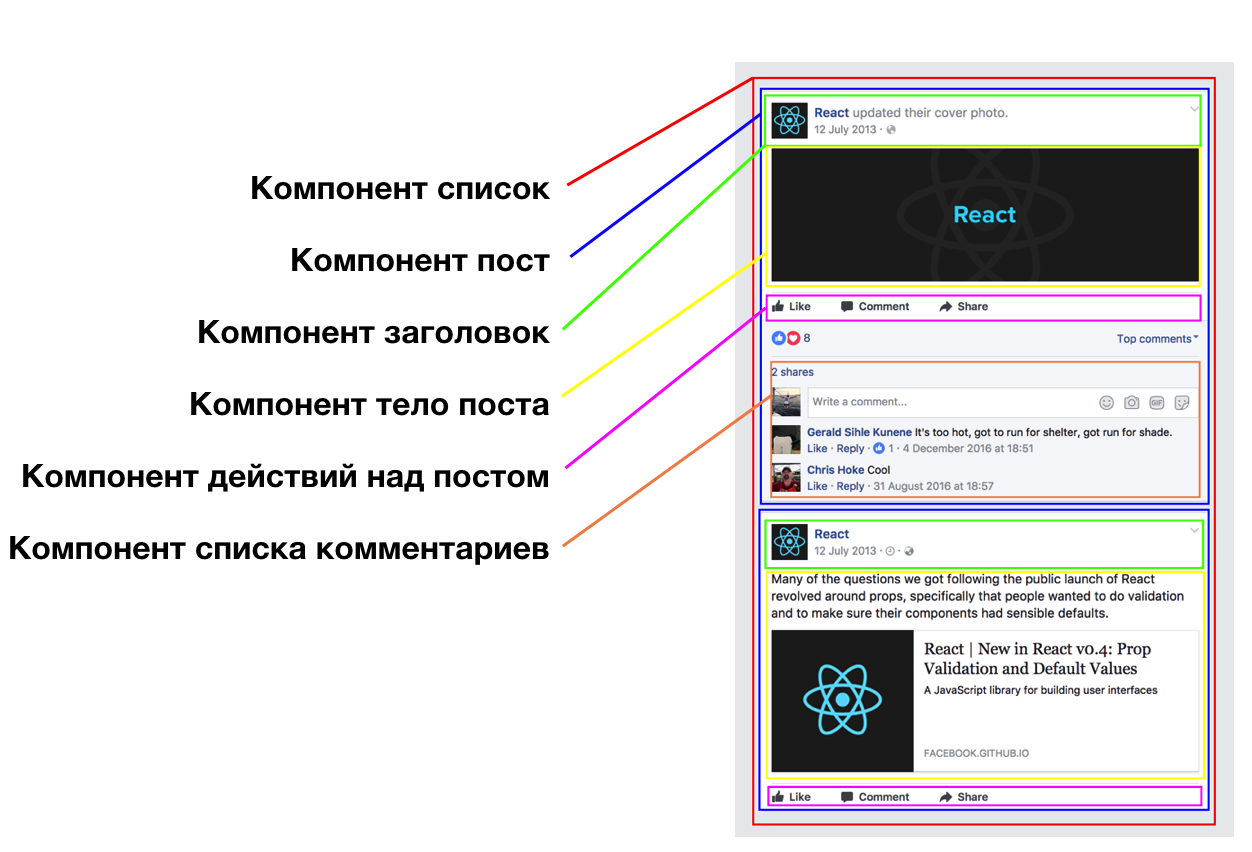 Компонент список
Компонент пост
Компонент заголовок
Компонент тело поста
Компонент действий над постом
Компонент списка комментариев
React updated their cover photo.
12 July 2013 ·
React
Like Comment Share
8 Top comments
2 shares
Write a comment... GIF
Gerald Sihle Kunene It's too hot, got to run for shelter, got run for shade.
Like · Reply · 1 · 4 December 2016 at 18:51
Chris Hoke Cool
Like · Reply · 31 August 2016 at 18:57
React
12 July 2013 · ·
Many of the questions we got following the public launch of React
revolved around props, specifically that people wanted to do validation
and to make sure their components had sensible defaults.
React | New in React v0.4: Prop
Validation and Default Values
A JavaScript library for building user interfaces
FACEBOOK.GITHUB.IO
Like Comment Share